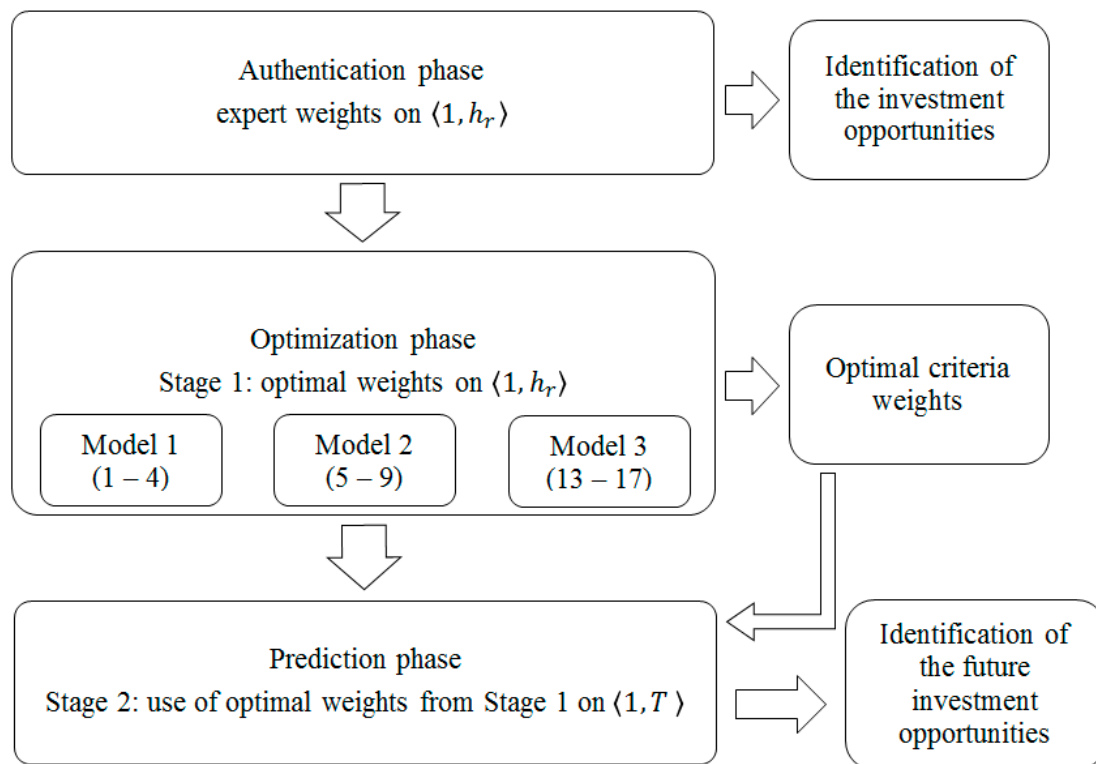 Authentication phase
expert weights on ⟨1, hᵣ⟩
Identification of
the investment
opportunities
Optimization phase
Stage 1: optimal weights on ⟨1, hᵣ⟩
Model 1
(1 – 4)
Model 2
(5 – 9)
Model 3
(13 – 17)
Optimal criteria
weights
Prediction phase
Stage 2: use of optimal weights from Stage 1 on ⟨1, T ⟩
Identification of
the future
investment
opportunities